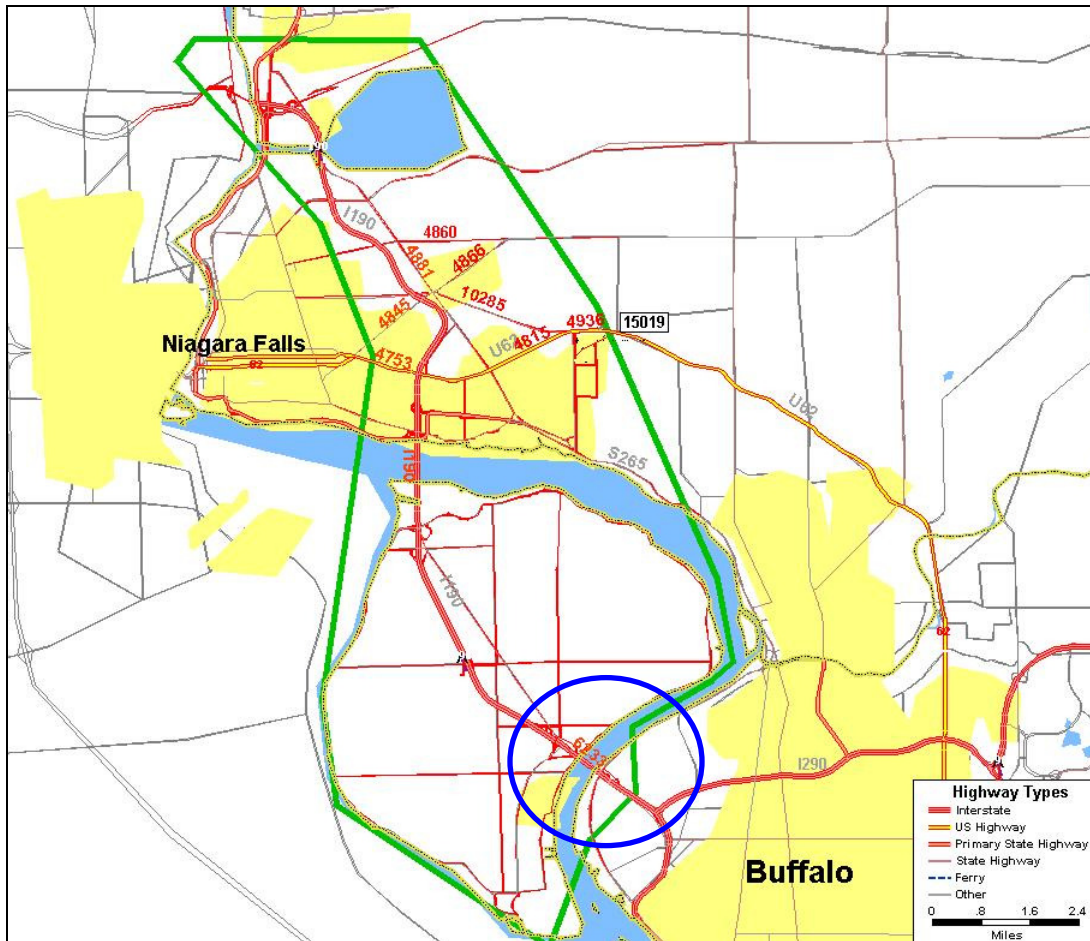 I190
4860
4881
4866
10285
4845
4936
15019
Niagara Falls
U62
4815
4753
62
U62
I190
S265
I190
62
I290
Buffalo
Highway Types
Interstate
US Highway
Primary State Highway
State Highway
Ferry
Other
0 .8 1.6 2.4
Miles